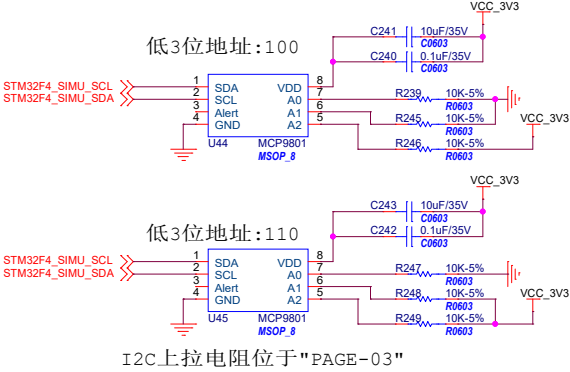 VCC_3V3
C241 10uF/35V
C0603
低3位地址:100
C240 0.1uF/35V
C0603
STM32F4_SIMU_SCL 1 SDA VDD 8
STM32F4_SIMU_SDA 2 SCL A0 7 R239 10K-5%
R0603
3 Alert A1 6 R245 10K-5%
R0603
VCC_3V3
4 GND A2 5 R246 10K-5%
R0603
U44 MCP9801
MSOP_8
VCC_3V3
C243 10uF/35V
C0603
低3位地址:110
C242 0.1uF/35V
C0603
STM32F4_SIMU_SCL 1 SDA VDD 8
STM32F4_SIMU_SDA 2 SCL A0 7 R247 10K-5%
R0603
3 Alert A1 6 R248 10K-5%
R0603
VCC_3V3
4 GND A2 5 R249 10K-5%
R0603
U45 MCP9801
MSOP_8
I2C上拉电阻位于"PAGE-03"